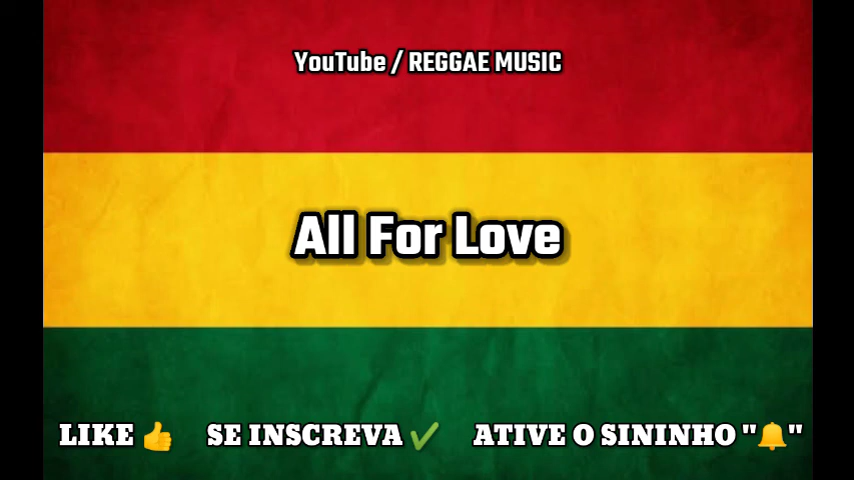 YouTube / REGGAE MUSIC
All For Love
LIKE 👍 SE INSCREVA ✔ ATIVE O SININHO "🔔"